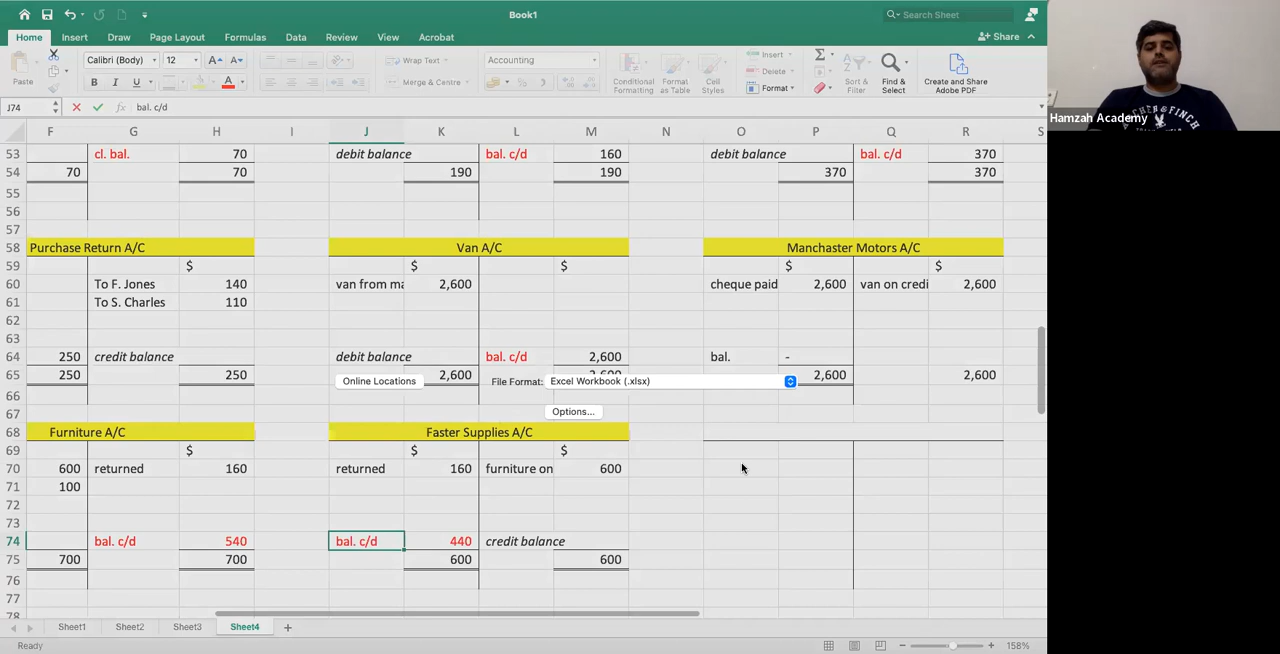 Book1
Search Sheet
Home Insert Draw Page Layout Formulas Data Review View Acrobat
Share
Paste
Calibri (Body) 12
Wrap Text
Accounting
B I U
Merge & Centre
Conditional Formatting
Format as Table
Cell Styles
Insert
Delete
Format
Sort & Filter
Find & Select
Create and Share Adobe PDF
Hamzah Academy
J74 fx bal. c/d
F G H I J K L M N O P Q R S
53 cl. bal. 70 debit balance bal. c/d 160 debit balance bal. c/d 370
54 70 70 190 190 370 370
55
56
57
58 Purchase Return A/C Van A/C Manchaster Motors A/C
59 $ $ $ $ $
60 To F. Jones 140 van from ma 2,600 cheque paid 2,600 van on credi 2,600
61 To S. Charles 110
62
63
64 250 credit balance debit balance bal. c/d 2,600 bal. -
65 250 250 2,600 2,600 2,600 2,600
Online Locations File Format: Excel Workbook (.xlsx)
66
Options...
67
68 Furniture A/C Faster Supplies A/C
69 $ $ $
70 600 returned 160 returned 160 furniture on 600
71 100
72
73
74 bal. c/d 540 bal. c/d 440 credit balance
75 700 700 600 600
76
77
78
Sheet1 Sheet2 Sheet3 Sheet4 +
Ready 158%